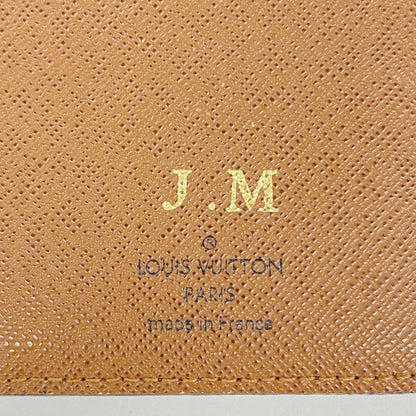 J.M
®
LOUIS VUITTON
PARIS
made in France